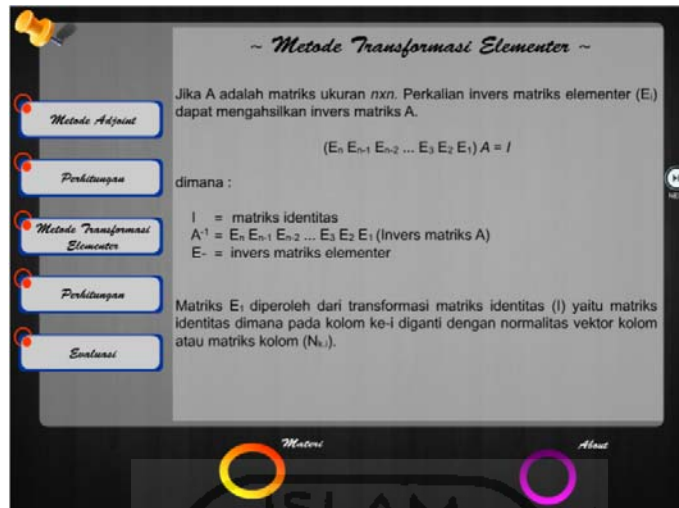 ~ Metode Transformasi Elementer ~
Metode Adjoint
Perhitungan
Metode Transformasi
Elementer
Perhitungan
Evaluasi
Jika A adalah matriks ukuran nxn. Perkalian invers matriks elementer (Eᵢ)
dapat mengahsilkan invers matriks A.
(Eₙ Eₙ₋₁ Eₙ₋₂ ... E₃ E₂ E₁) A = I
dimana :
I = matriks identitas
A⁻¹ = Eₙ Eₙ₋₁ Eₙ₋₂ ... E₃ E₂ E₁ (Invers matriks A)
E- = invers matriks elementer
Matriks E₁ diperoleh dari transformasi matriks identitas (I) yaitu matriks
identitas dimana pada kolom ke-i diganti dengan normalitas vektor kolom
atau matriks kolom (Nₖ,ᵢ).
Materi
About
ISLAM